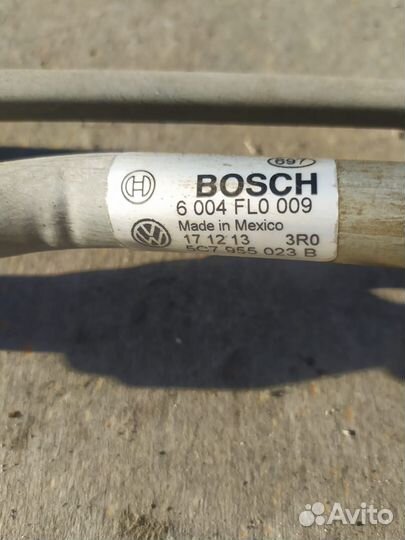 697
BOSCH
6 004 FL0 009
Made in Mexico
17 12 13 3R0
5C7 955 023 B
Avito